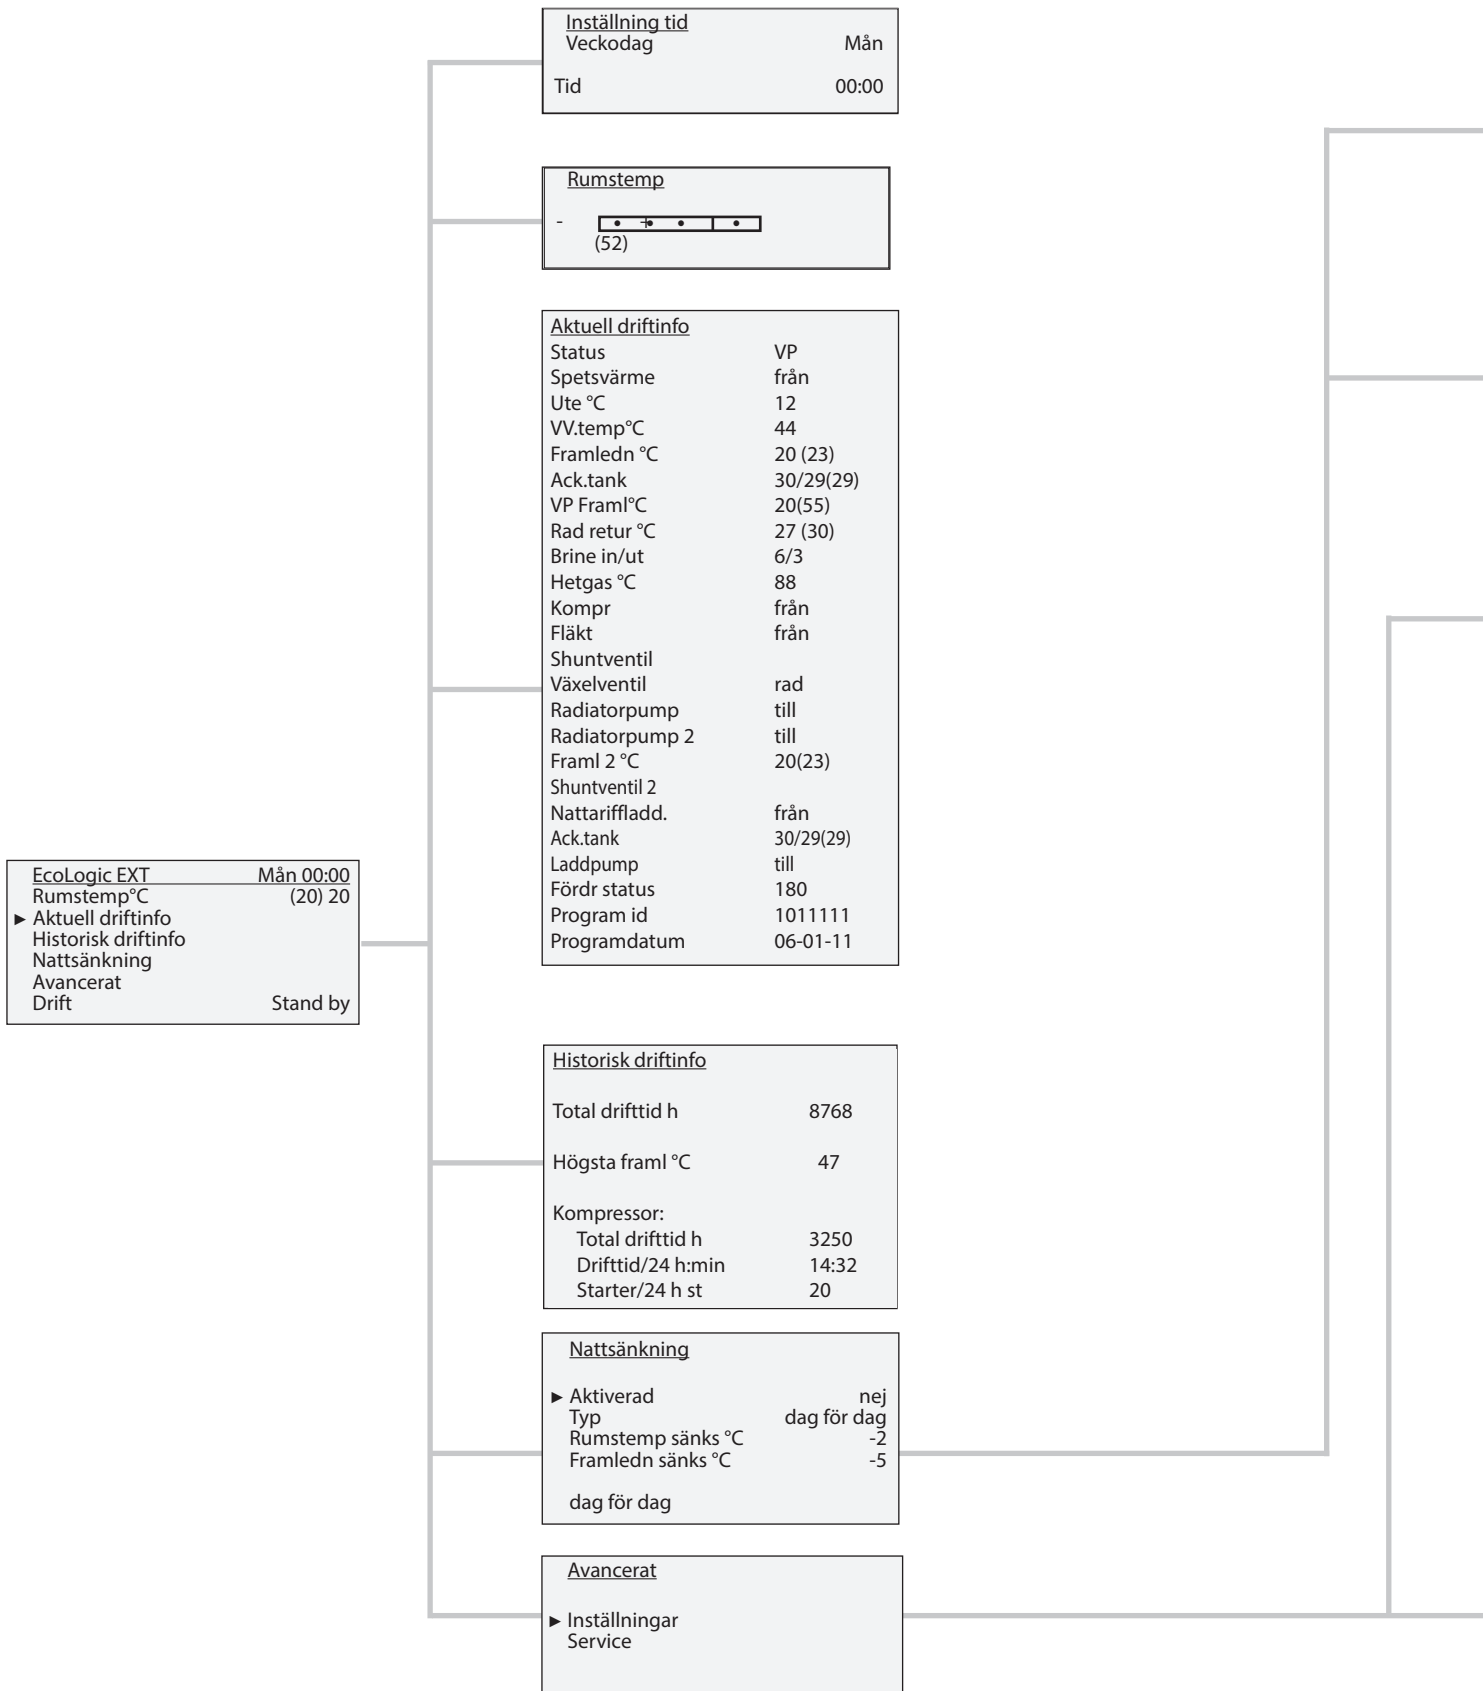 Inställning tid
Veckodag Mån
Tid 00:00
Rumstemp
- +
(52)
Aktuell driftinfo
Status VP
Spetsvärme från
Ute °C 12
VV.temp°C 44
Framledn °C 20 (23)
Ack.tank 30/29(29)
VP Framl°C 20(55)
Rad retur °C 27 (30)
Brine in/ut 6/3
Hetgas °C 88
Kompr från
Fläkt från
Shuntventil
Växelventil rad
Radiatorpump till
Radiatorpump 2 till
Framl 2 °C 20(23)
Shuntventil 2
Nattariffladd. från
Ack.tank 30/29(29)
Laddpump till
Fördr status 180
Program id 1011111
Programdatum 06-01-11
EcoLogic EXT Mån 00:00
Rumstemp°C (20) 20
► Aktuell driftinfo
Historisk driftinfo
Nattsänkning
Avancerat
Drift Stand by
Historisk driftinfo
Total drifttid h 8768
Högsta framl °C 47
Kompressor:
Total drifttid h 3250
Drifttid/24 h:min 14:32
Starter/24 h st 20
Nattsänkning
► Aktiverad nej
Typ dag för dag
Rumstemp sänks °C -2
Framledn sänks °C -5
dag för dag
Avancerat
► Inställningar
Service